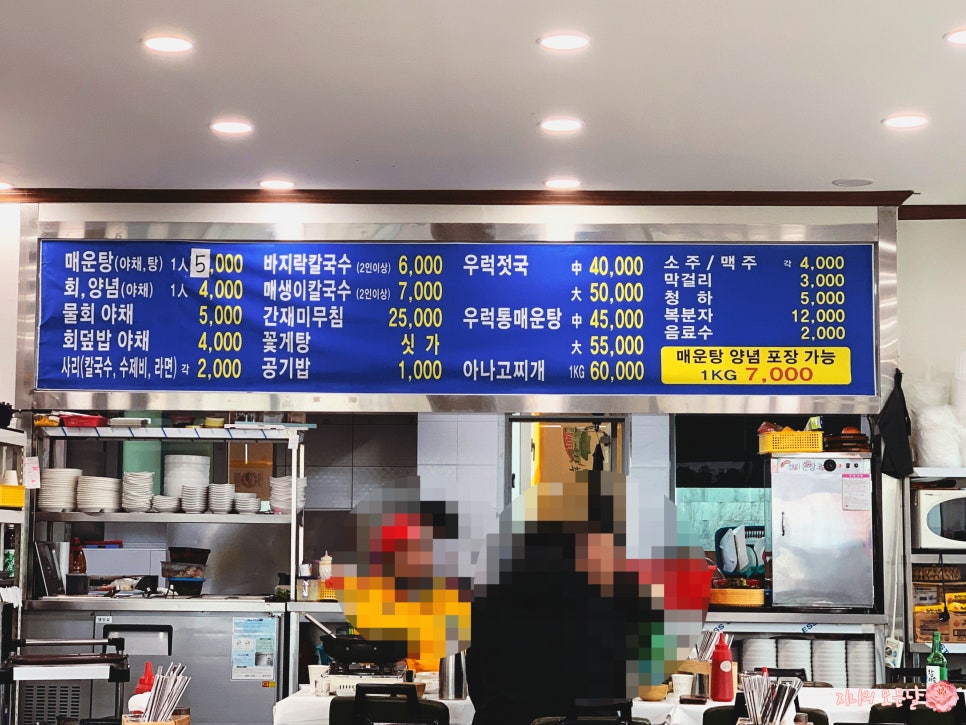 매운탕(야채,탕) 1人 5,000
회,양념(야채) 1人 4,000
물회 야채 5,000
회덮밥 야채 4,000
사리(칼국수, 수제비, 라면) 각 2,000
바지락칼국수 (2인이상) 6,000
매생이칼국수 (2인이상) 7,000
간재미무침 25,000
꽃게탕 싯 가
공기밥 1,000
우럭젓국 中 40,000
大 50,000
우럭통매운탕 中 45,000
大 55,000
아나고찌개 1KG 60,000
소주/맥주 각 4,000
막걸리 3,000
청 하 5,000
복분자 12,000
음료수 2,000
매운탕 양념 포장 가능
1KG 7,000